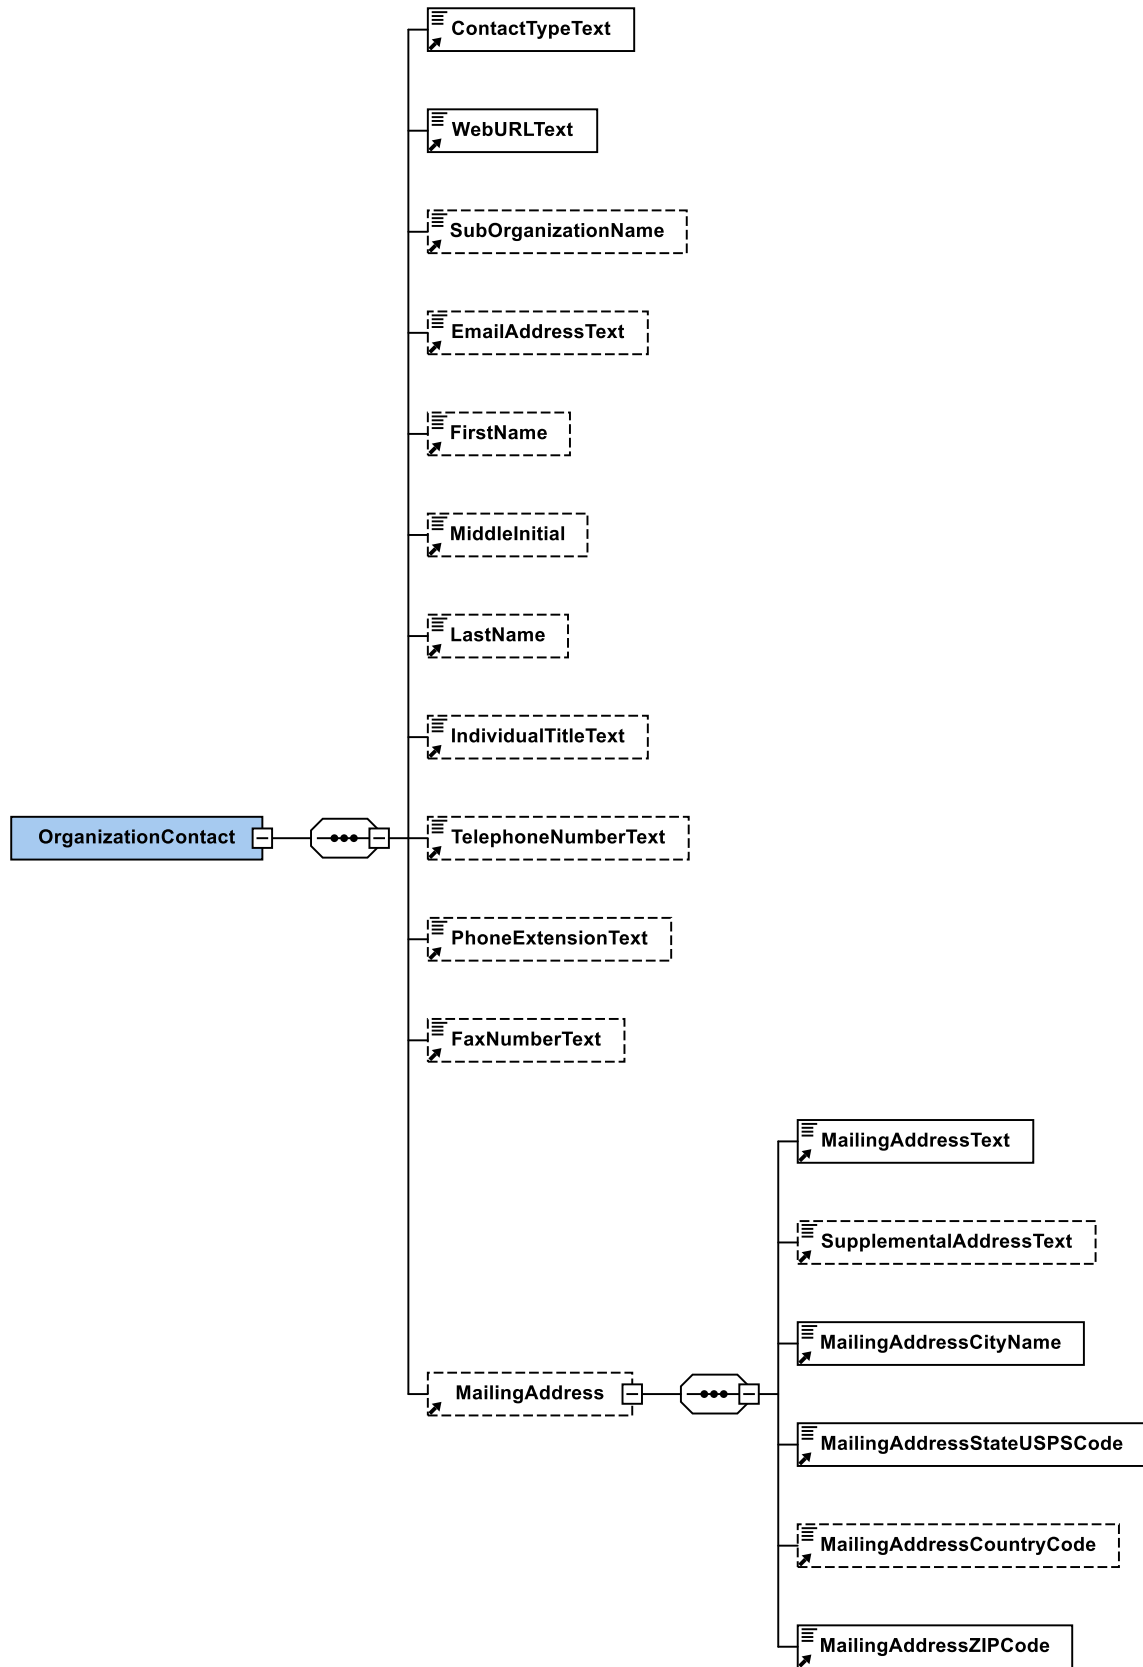 ContactTypeText
WebURLText
SubOrganizationName
EmailAddressText
FirstName
MiddleInitial
LastName
IndividualTitleText
OrganizationContact
TelephoneNumberText
PhoneExtensionText
FaxNumberText
MailingAddressText
SupplementalAddressText
MailingAddressCityName
MailingAddress
MailingAddressStateUSPSCode
MailingAddressCountryCode
MailingAddressZIPCode